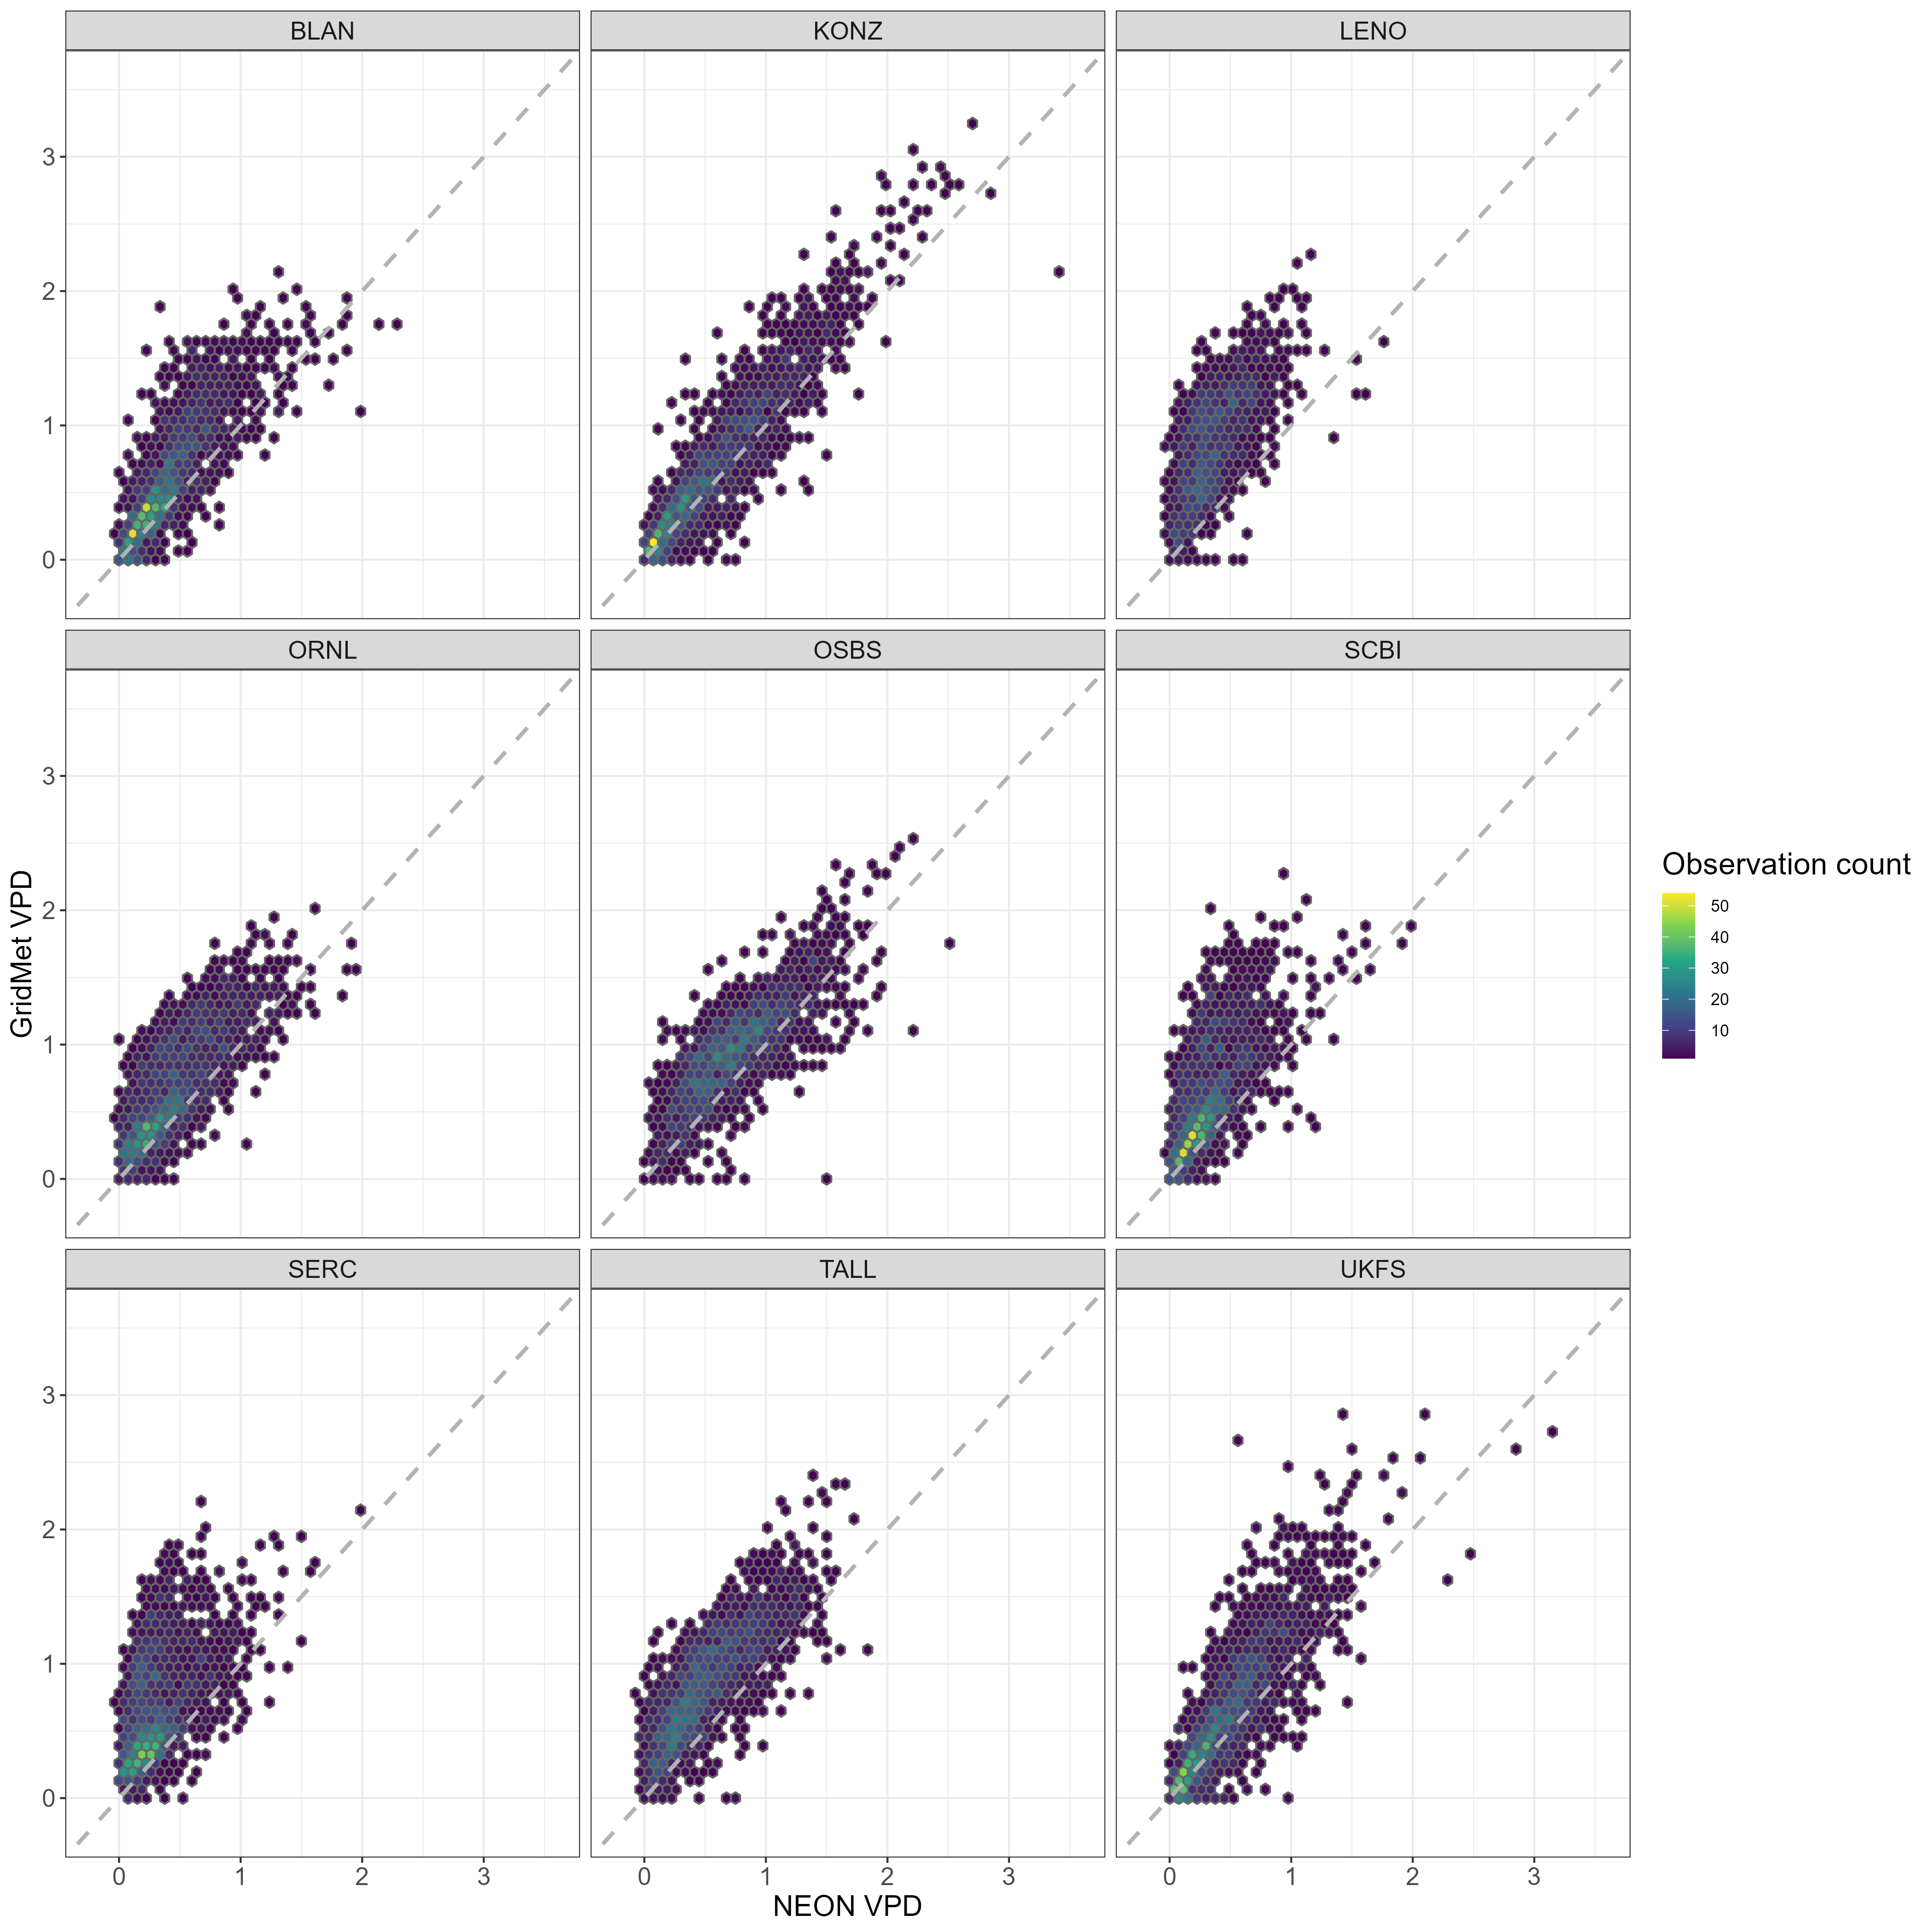 BLAN KONZ LENO
3
2
1
0
ORNL OSBS SCBI
3
2
1
0
SERC TALL UKFS
3
2
1
0
0 1 2 3 0 1 2 3 0 1 2 3
NEON VPD
GridMet VPD
Observation count
50
40
30
20
10